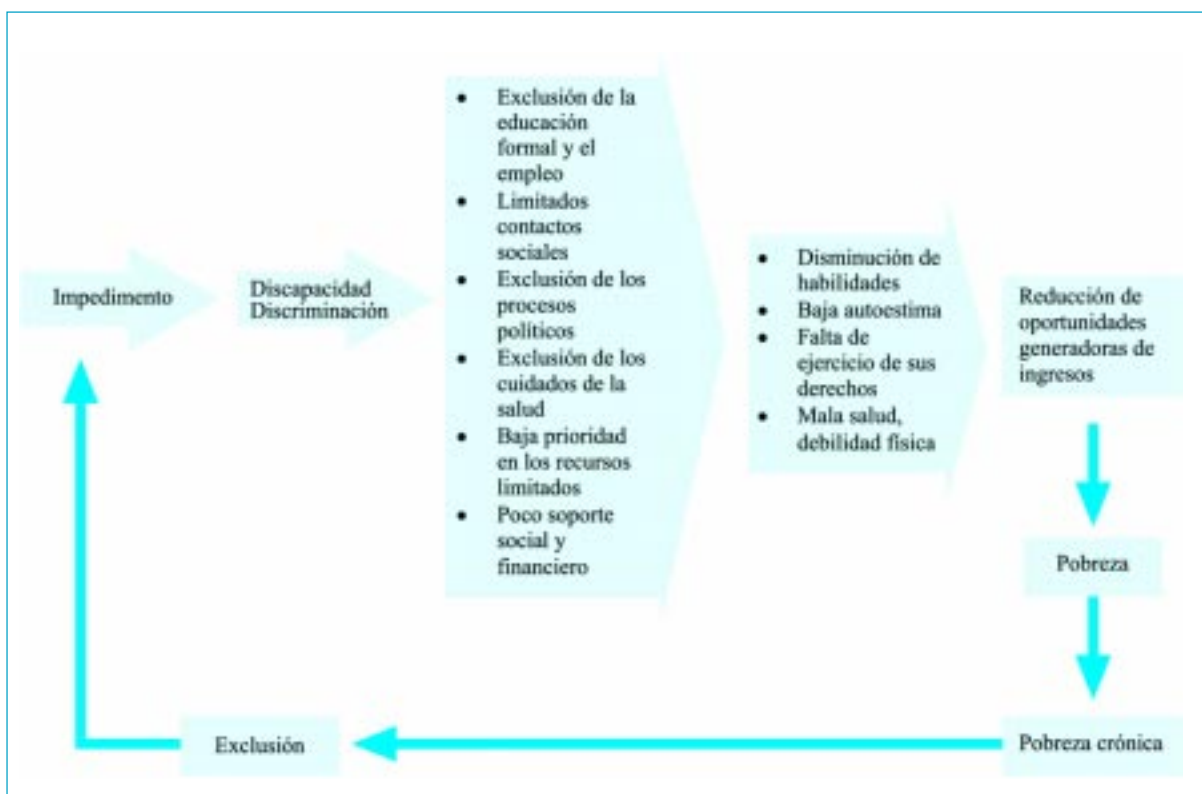 Impedimento
Discapacidad
Discriminación
• Exclusión de la
educación
formal y el
empleo
• Limitados
contactos
sociales
• Exclusión de los
procesos
políticos
• Exclusión de los
cuidados de la
salud
• Baja prioridad
en los recursos
limitados
• Poco soporte
social y
financiero
• Disminución de
habilidades
• Baja autoestima
• Falta de
ejercicio de sus
derechos
• Mala salud,
debilidad física
Reducción de
oportunidades
generadoras de
ingresos
Pobreza
Pobreza crónica
Exclusión